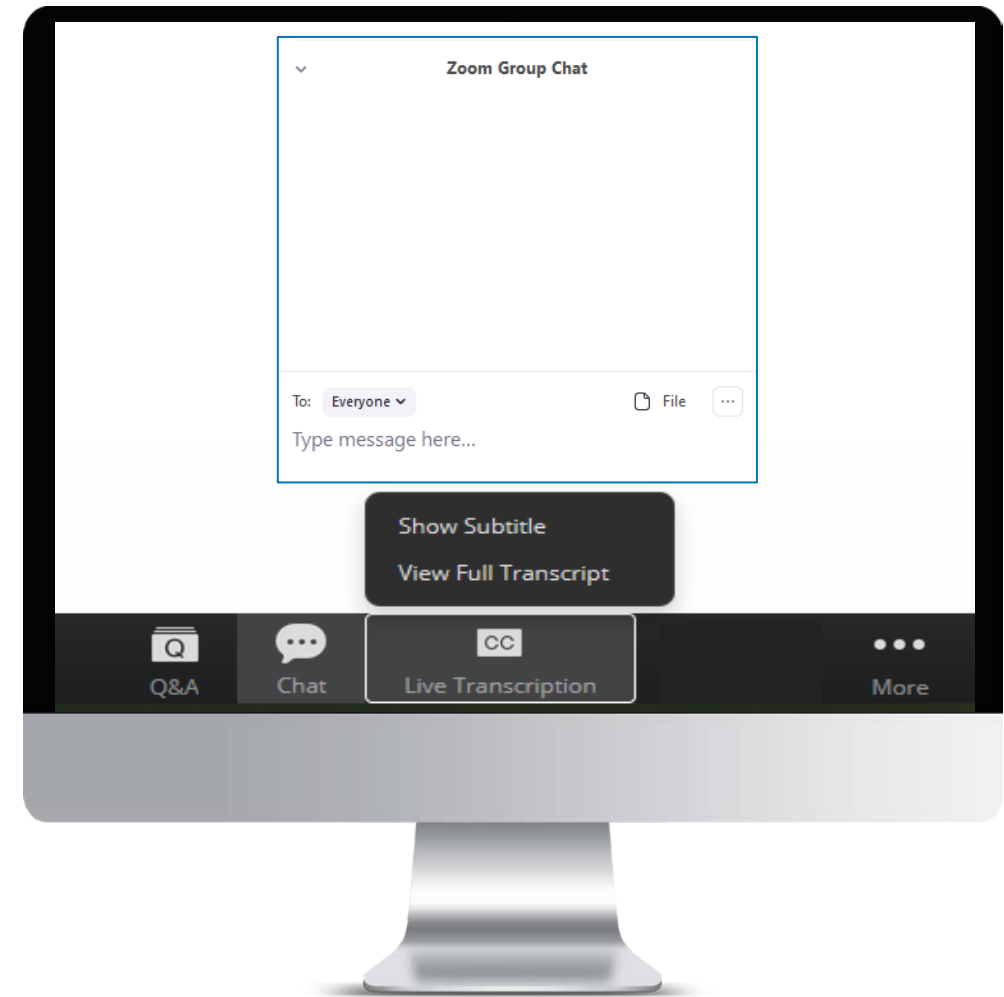 Zoom Group Chat
To: Everyone File
Type message here...
Show Subtitle
View Full Transcript
Q
CC
Q&A Chat Live Transcription More